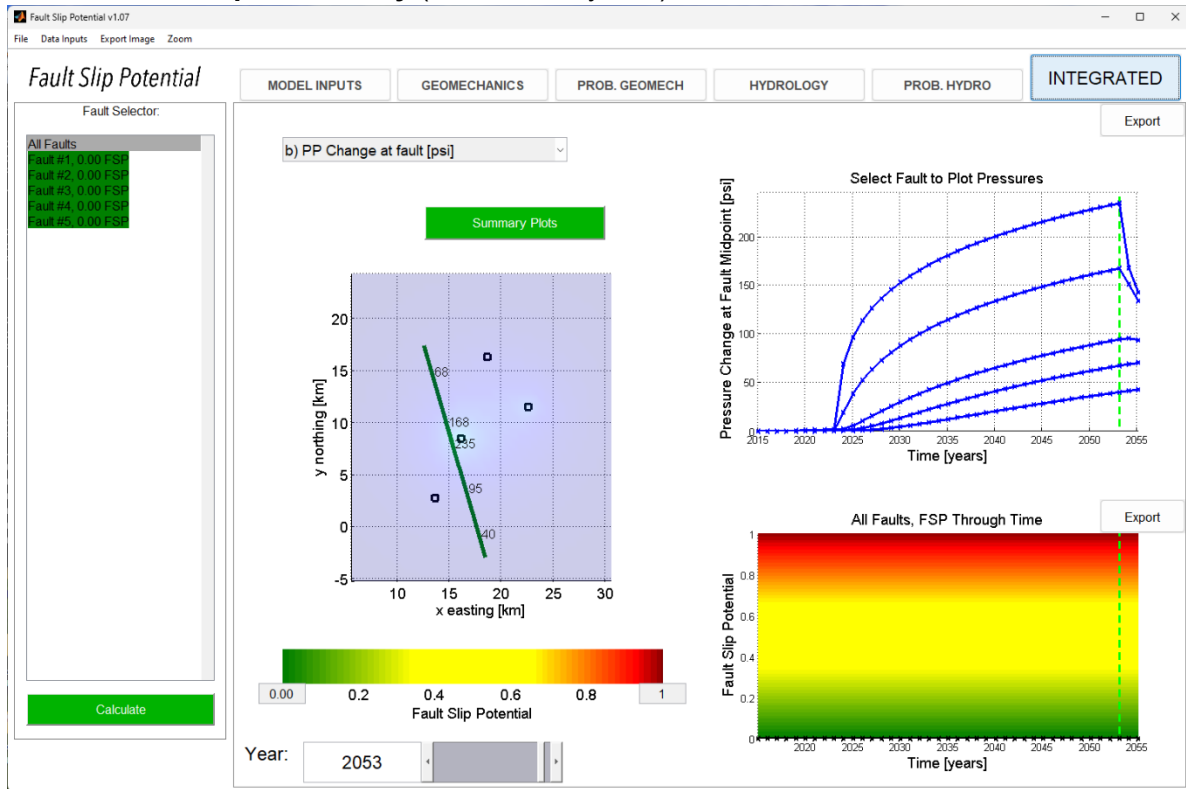 Fault Slip Potential v1.07
File Data Inputs Export Image Zoom
Fault Slip Potential
MODEL INPUTS
GEOMECHANICS
PROB. GEOMECH
HYDROLOGY
PROB. HYDRO
INTEGRATED
Fault Selector:
All Faults
Fault #1, 0.00 FSP
Fault #2, 0.00 FSP
Fault #3, 0.00 FSP
Fault #4, 0.00 FSP
Fault #5, 0.00 FSP
Calculate
Export
b) PP Change at fault [psi]
Summary Plots
20
15
10
5
0
-5
y northing [km]
68
168
235
95
40
10 15 20 25 30
x easting [km]
0.00 0.2 0.4 0.6 0.8 1
Fault Slip Potential
Year: 2053
Select Fault to Plot Pressures
Pressure Change at Fault Midpoint [psi]
200
150
100
50
0
2015 2020 2025 2030 2035 2040 2045 2050 2055
Time [years]
Export
All Faults, FSP Through Time
Fault Slip Potential
1
0.8
0.6
0.4
0.2
0
2020 2025 2030 2035 2040 2045 2050 2055
Time [years]